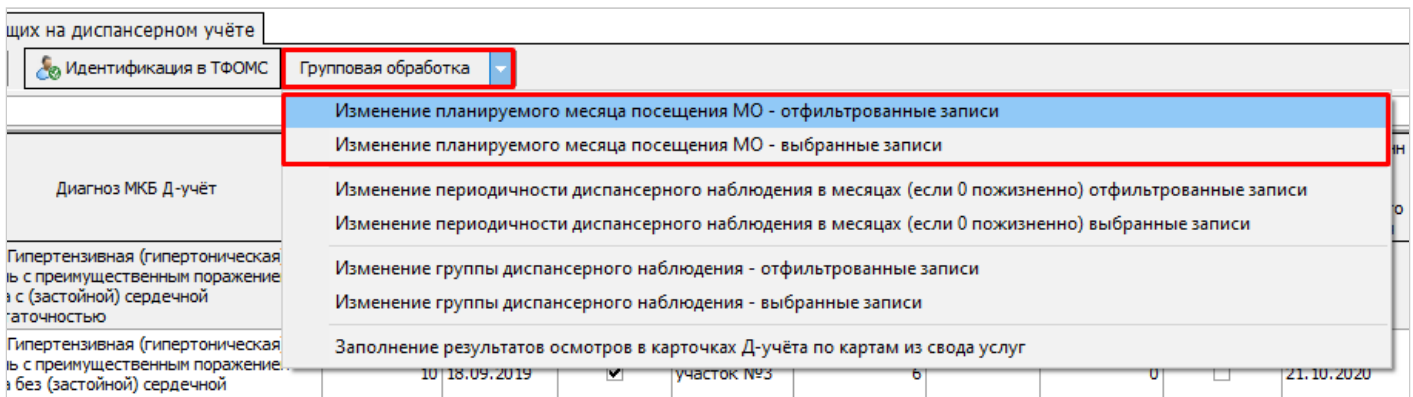 щих на диспансерном учёте
Идентификация в ТФОМС Групповая обработка
Изменение планируемого месяца посещения МО - отфильтрованные записи
Изменение планируемого месяца посещения МО - выбранные записи
Диагноз МКБ Д-учёт
Изменение периодичности диспансерного наблюдения в месяцах (если 0 пожизненно) отфильтрованные записи
Изменение периодичности диспансерного наблюдения в месяцах (если 0 пожизненно) выбранные записи
Изменение группы диспансерного наблюдения - отфильтрованные записи
Изменение группы диспансерного наблюдения - выбранные записи
Заполнение результатов осмотров в карточках Д-учёта по картам из свода услуг
Гипертензивная (гипертоническая)
нь с преимущественным поражение
а с (застойной) сердечной
таточностью
Гипертензивная (гипертоническая)
нь с преимущественным поражение
а без (застойной) сердечной
10 18.09.2019 участок №3 6 0 21.10.2020